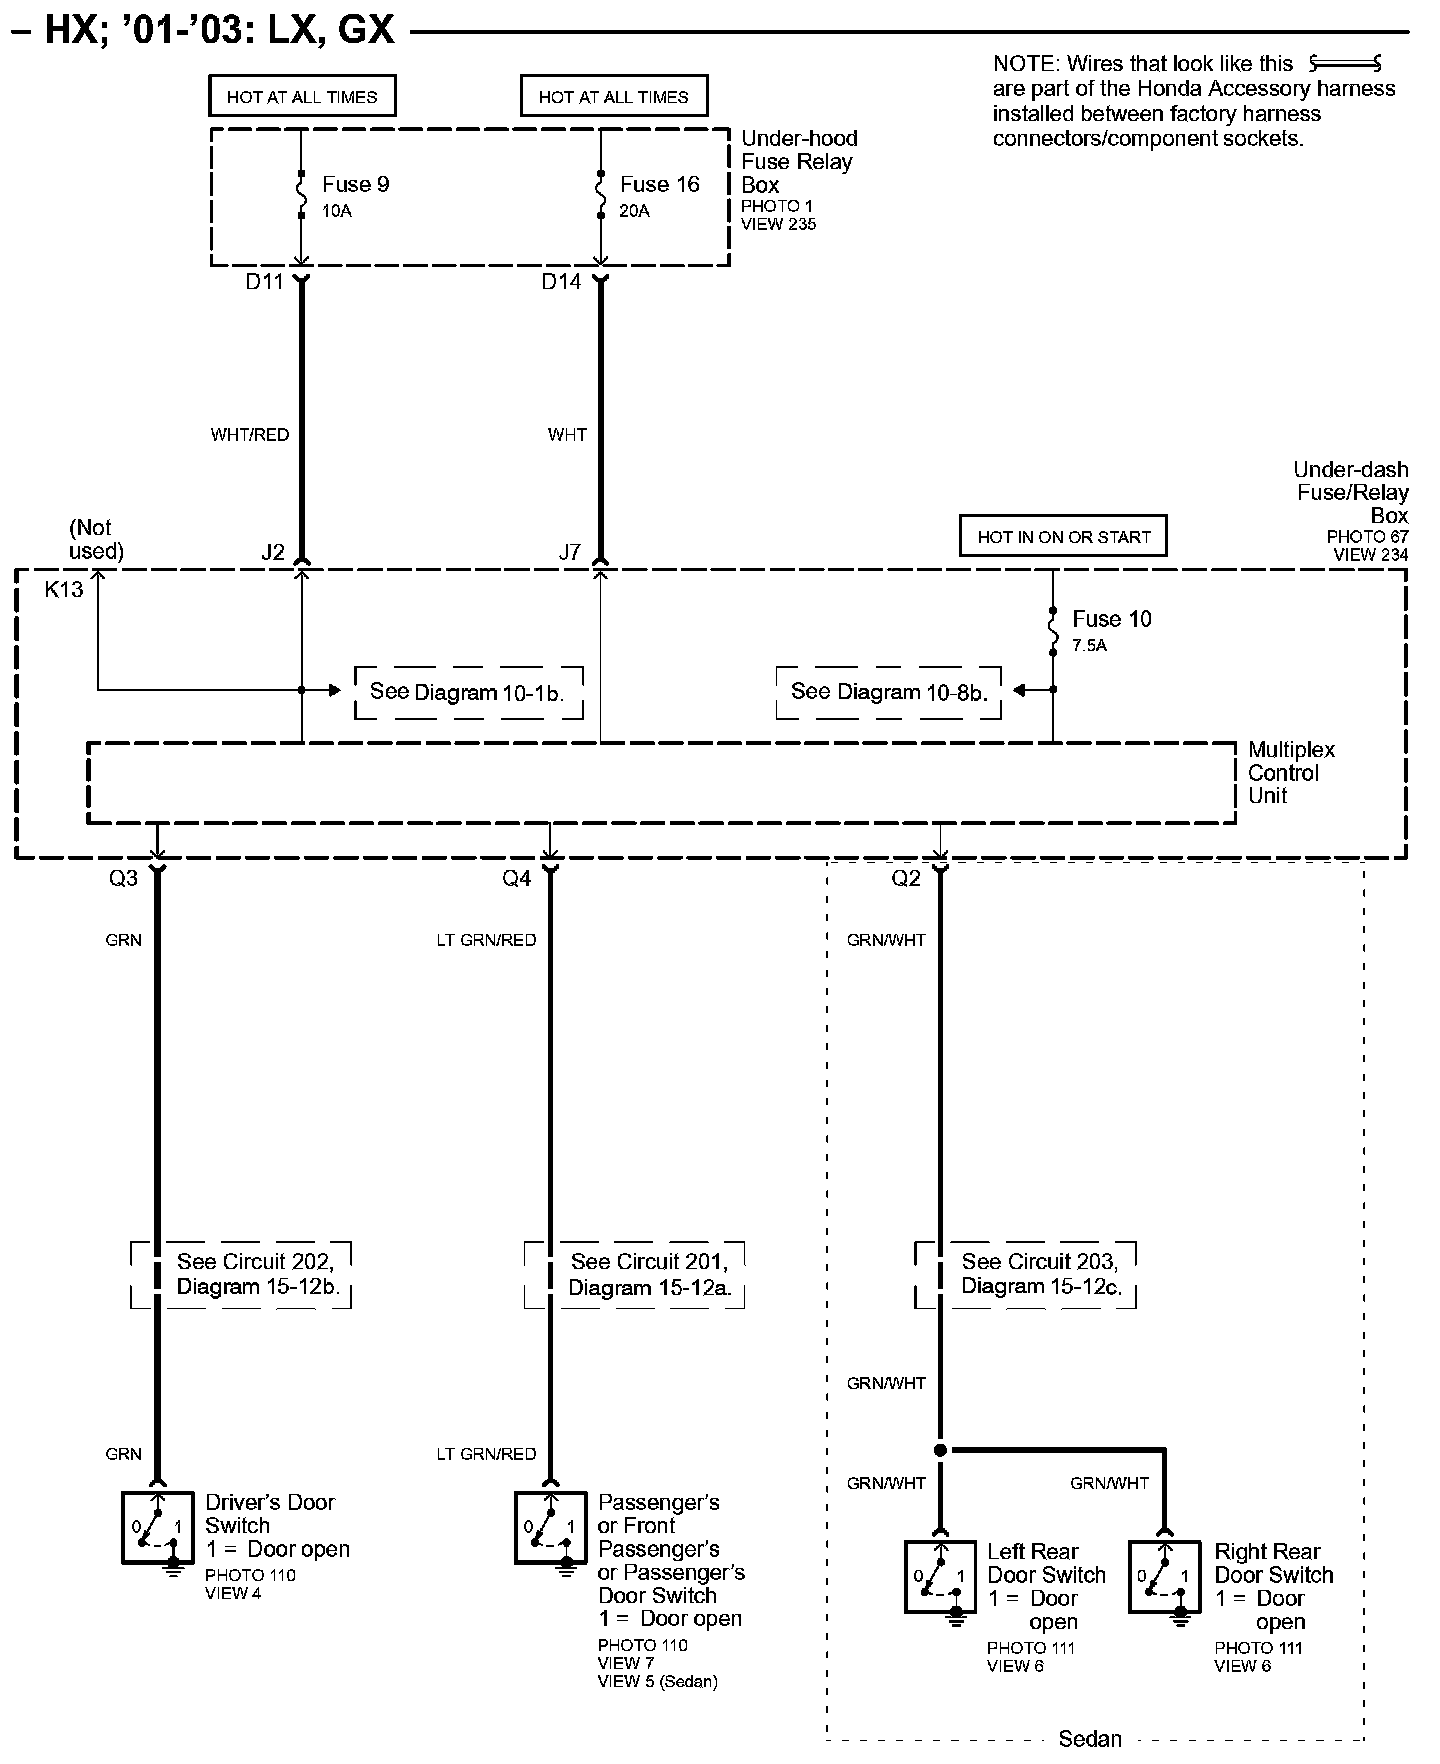 HX; ’01-’03: LX, GX
NOTE: Wires that look like this
are part of the Honda Accessory harness
installed between factory harness
connectors/component sockets.
HOT AT ALL TIMES
HOT AT ALL TIMES
Under-hood
Fuse Relay
Box
PHOTO 1
VIEW 235
Fuse 9
10A
Fuse 16
20A
D11
D14
WHT/RED
WHT
Under-dash
Fuse/Relay
Box
PHOTO 67
VIEW 234
(Not
used)
J2
J7
HOT IN ON OR START
K13
Fuse 10
7.5A
See Diagram 10-1b.
See Diagram 10-8b.
Multiplex
Control
Unit
Q3
Q4
Q2
GRN
LT GRN/RED
GRN/WHT
See Circuit 202,
Diagram 15-12b.
See Circuit 201,
Diagram 15-12a.
See Circuit 203,
Diagram 15-12c.
GRN/WHT
GRN
LT GRN/RED
GRN/WHT
GRN/WHT
0 1
Driver’s Door
Switch
1 = Door open
PHOTO 110
VIEW 4
0 1
Passenger’s
or Front
Passenger’s
or Passenger’s
Door Switch
1 = Door open
PHOTO 110
VIEW 7
VIEW 5 (Sedan)
0 1
Left Rear
Door Switch
1 = Door
open
PHOTO 111
VIEW 6
0 1
Right Rear
Door Switch
1 = Door
open
PHOTO 111
VIEW 6
Sedan